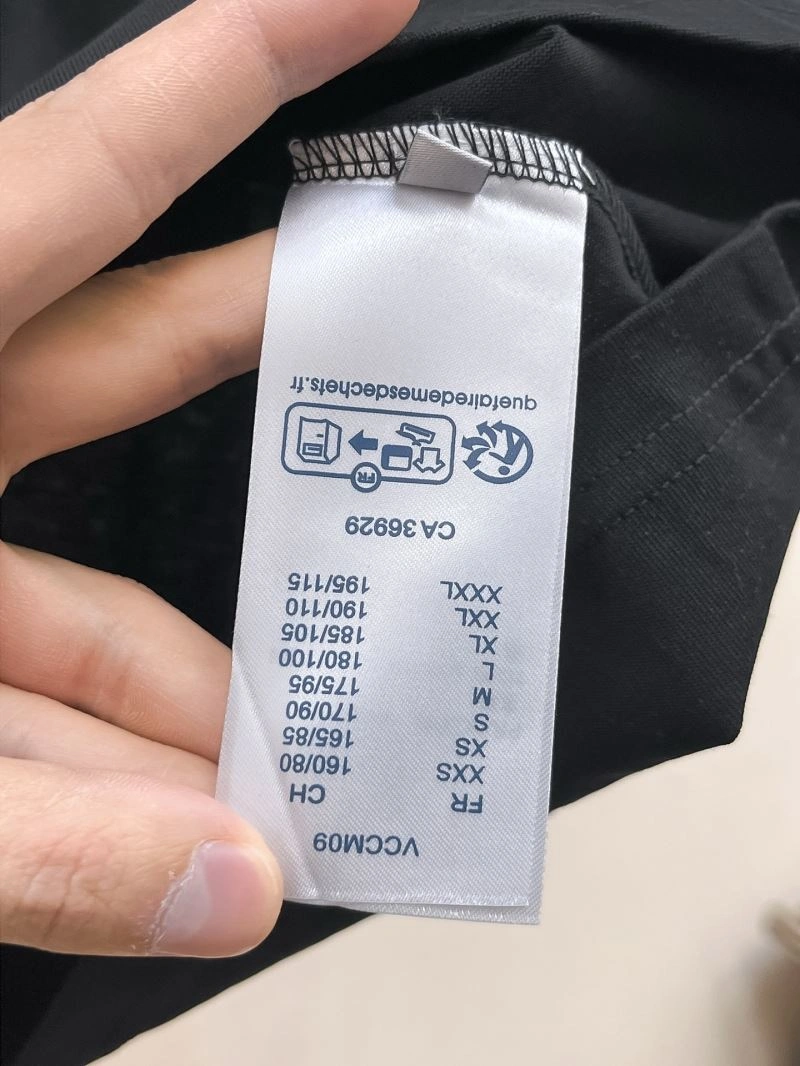 VCCM09
FR CH
XXS 160/80
XS 165/85
S 170/90
M 175/95
L 180/100
XL 185/105
XXL 190/110
XXXL 195/115
CA 36929
FR
quefairedemesdechets.fr